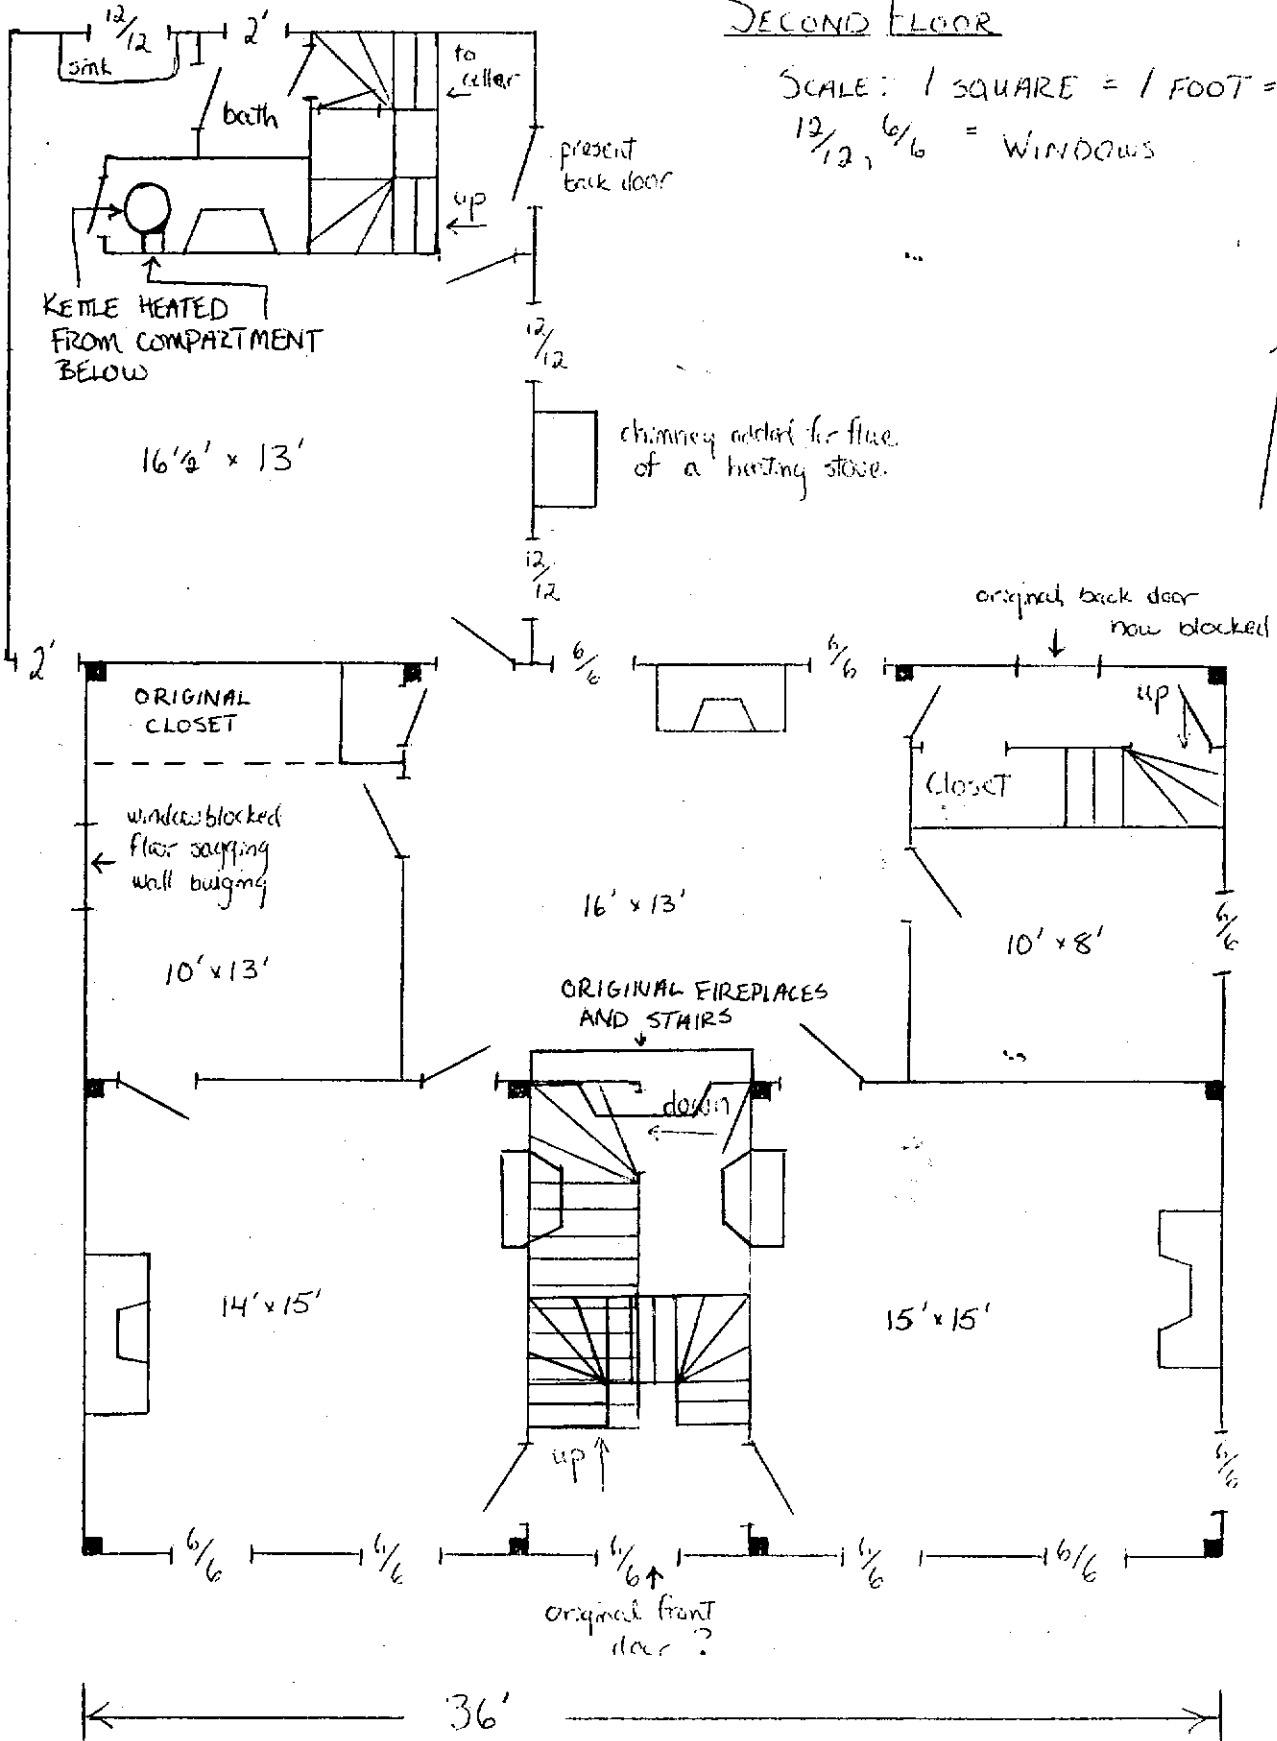 SECOND FLOOR
SCALE: 1 SQUARE = 1 FOOT =
12/12, 6/6 = WINDOWS
12/12
2'
sink
bath
to
cellar
present
back door
up
KETTLE HEATED
FROM COMPARTMENT
BELOW
12/12
16 1/2' x 13'
chimney added for flue
of a heating stove.
12/12
original back door
now blocked
2'
6/6
6/6
ORIGINAL
CLOSET
up
Closet
window blocked
floor sagging
wall bulging
16' x 13'
6/6
10' x 13'
10' x 8'
ORIGINAL FIREPLACES
AND STAIRS
down
14' x 15'
15' x 15'
up
6/6
6/6
6/6
6/6
6/6
6/6
original front
door ?
36'